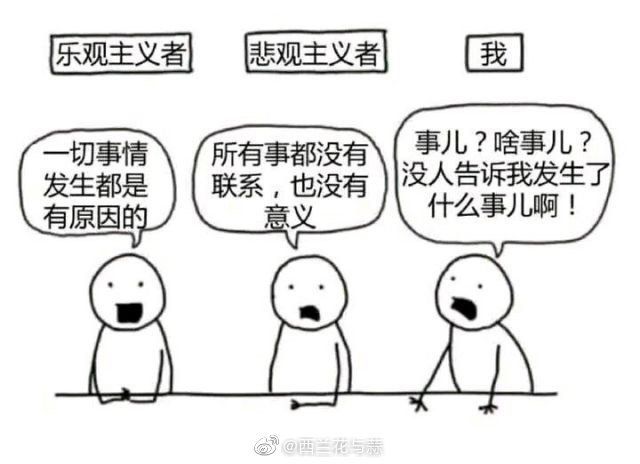 乐观主义者
悲观主义者
我
一切事情
发生都是
有原因的
所有事都没有
联系，也没有
意义
事儿？啥事儿？
没人告诉我发生了
什么事儿啊！
@西兰花与蒜